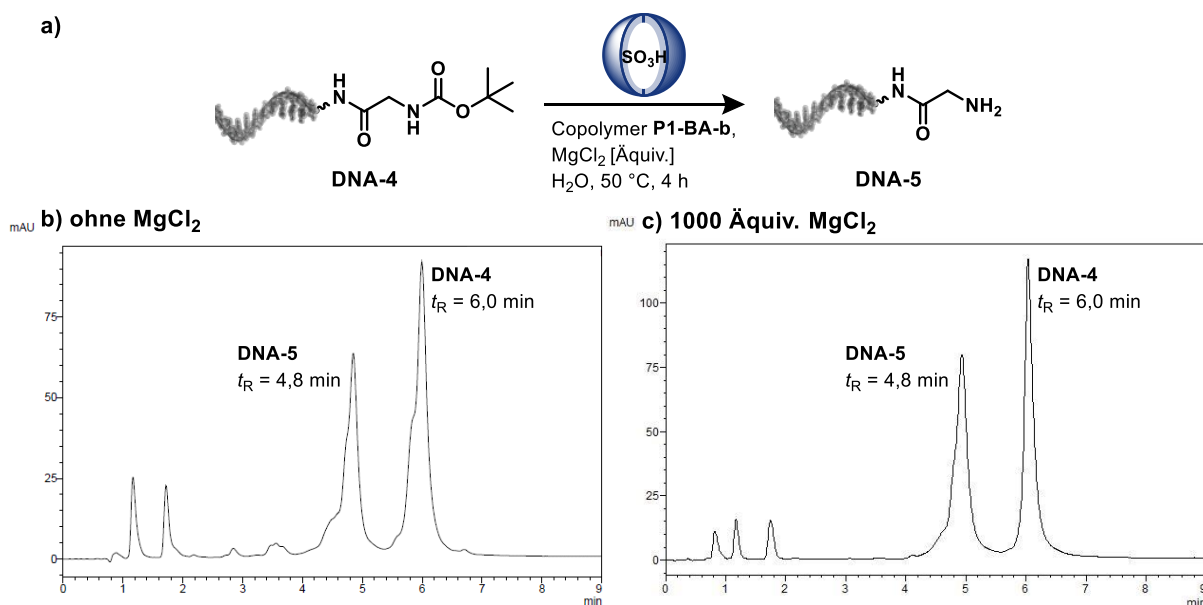 a)
SO₃H
H
N
O
N
H
O
O
DNA-4
Copolymer P1-BA-b,
MgCl₂ [Äquiv.]
H₂O, 50 °C, 4 h
H
N
O
NH₂
DNA-5
mAU b) ohne MgCl₂
DNA-4
tR = 6,0 min
DNA-5
tR = 4,8 min
75
50
25
0
0 1 2 3 4 5 6 7 8 9
min
mAU c) 1000 Äquiv. MgCl₂
DNA-4
tR = 6,0 min
DNA-5
tR = 4,8 min
100
75
50
25
0
0 1 2 3 4 5 6 7 8 9
min